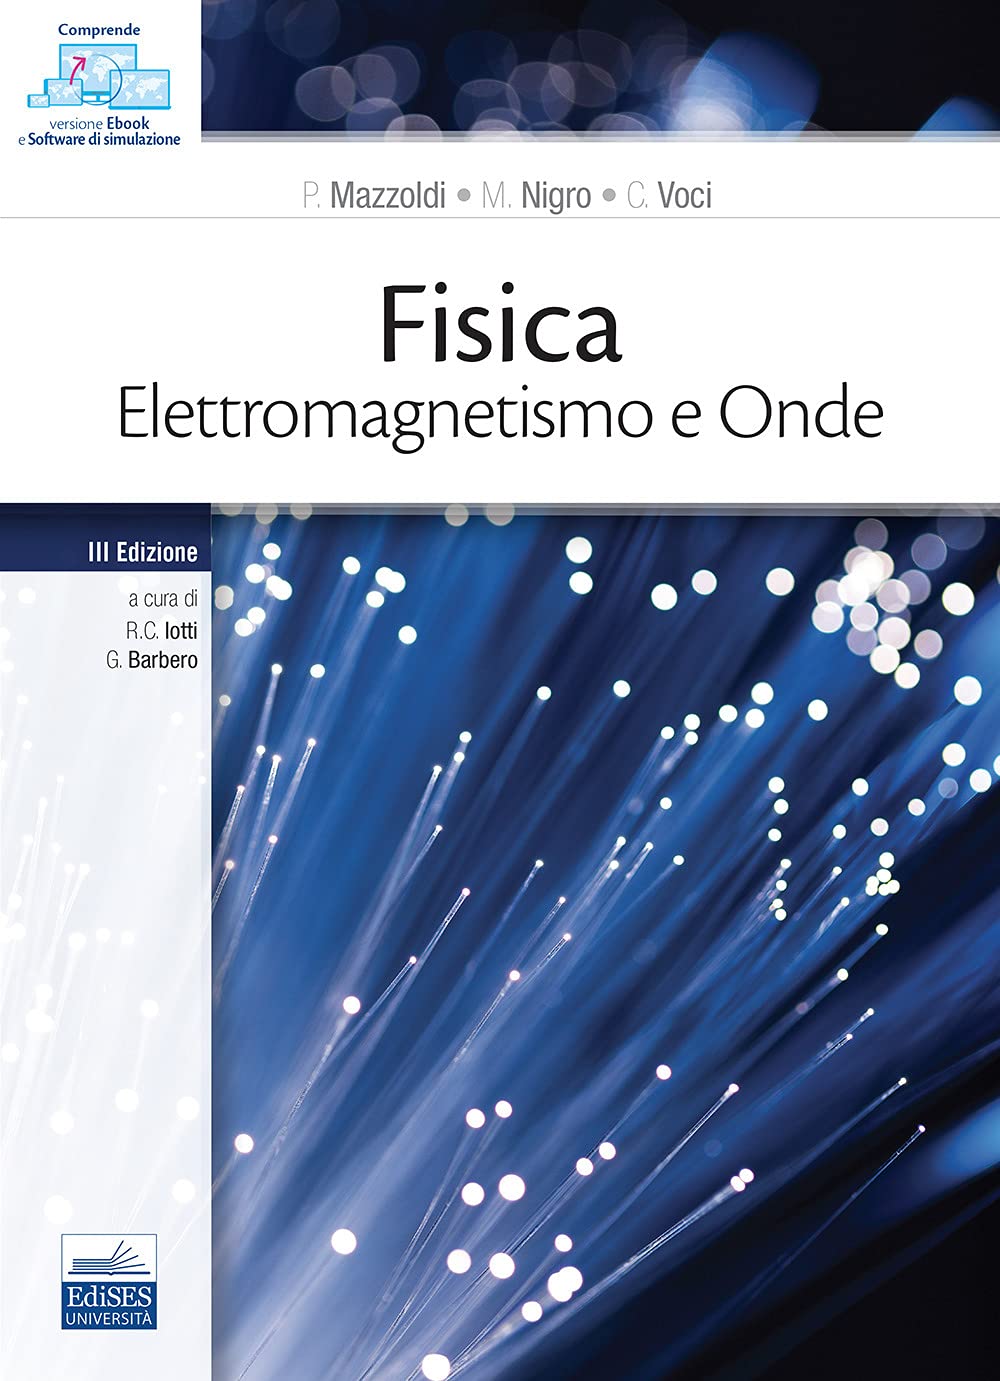 Comprende
versione Ebook
e Software di simulazione
P. Mazzoldi • M. Nigro • C. Voci
Fisica
Elettromagnetismo e Onde
III Edizione
a cura di
R.C. Iotti
G. Barbero
EdiSES
UNIVERSITÀ